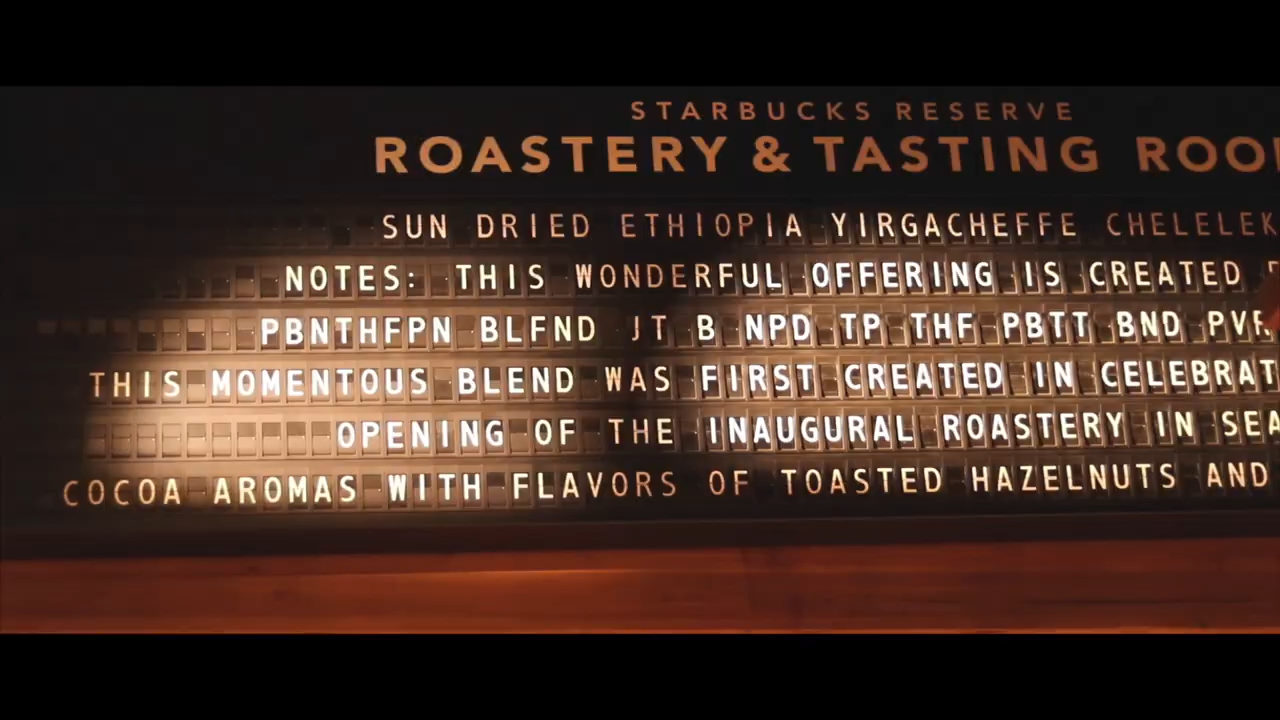 STARBUCKS RESERVE
ROASTERY & TASTING
SUN DRIED ETHIOPIA YIRGACHEFFE CHELELEK
NOTES: THIS WONDERFUL OFFERING IS CREATED
PBNTHFPN BLFND JT B NPD TP THF PBTT BND
THIS MOMENTOUS BLEND WAS FIRST CREATED IN CELEBRAT
OPENING OF THE INAUGURAL ROASTERY IN SEA
COCOA AROMAS WITH FLAVORS OF TOASTED HAZELNUTS AND